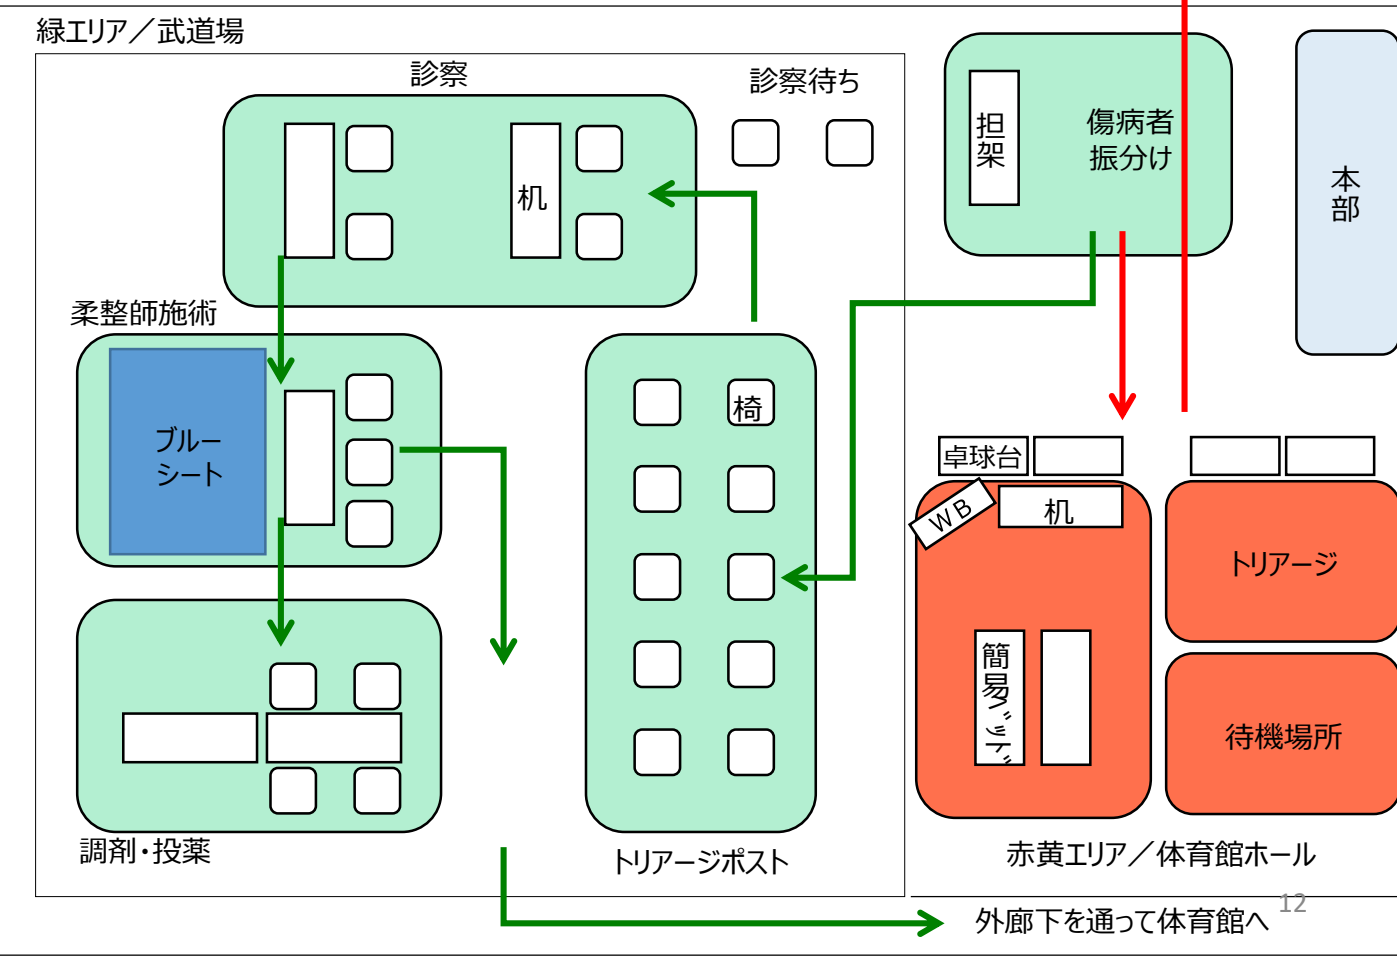 緑エリア／武道場
診察
診察待ち
机
担架
傷病者
振分け
本部
柔整師施術
ブルー
シート
椅
卓球台
WB
机
トリアージ
簡易ﾍﾞｯﾄﾞ
待機場所
調剤・投薬
トリアージポスト
赤黄エリア／体育館ホール
外廊下を通って体育館へ
12